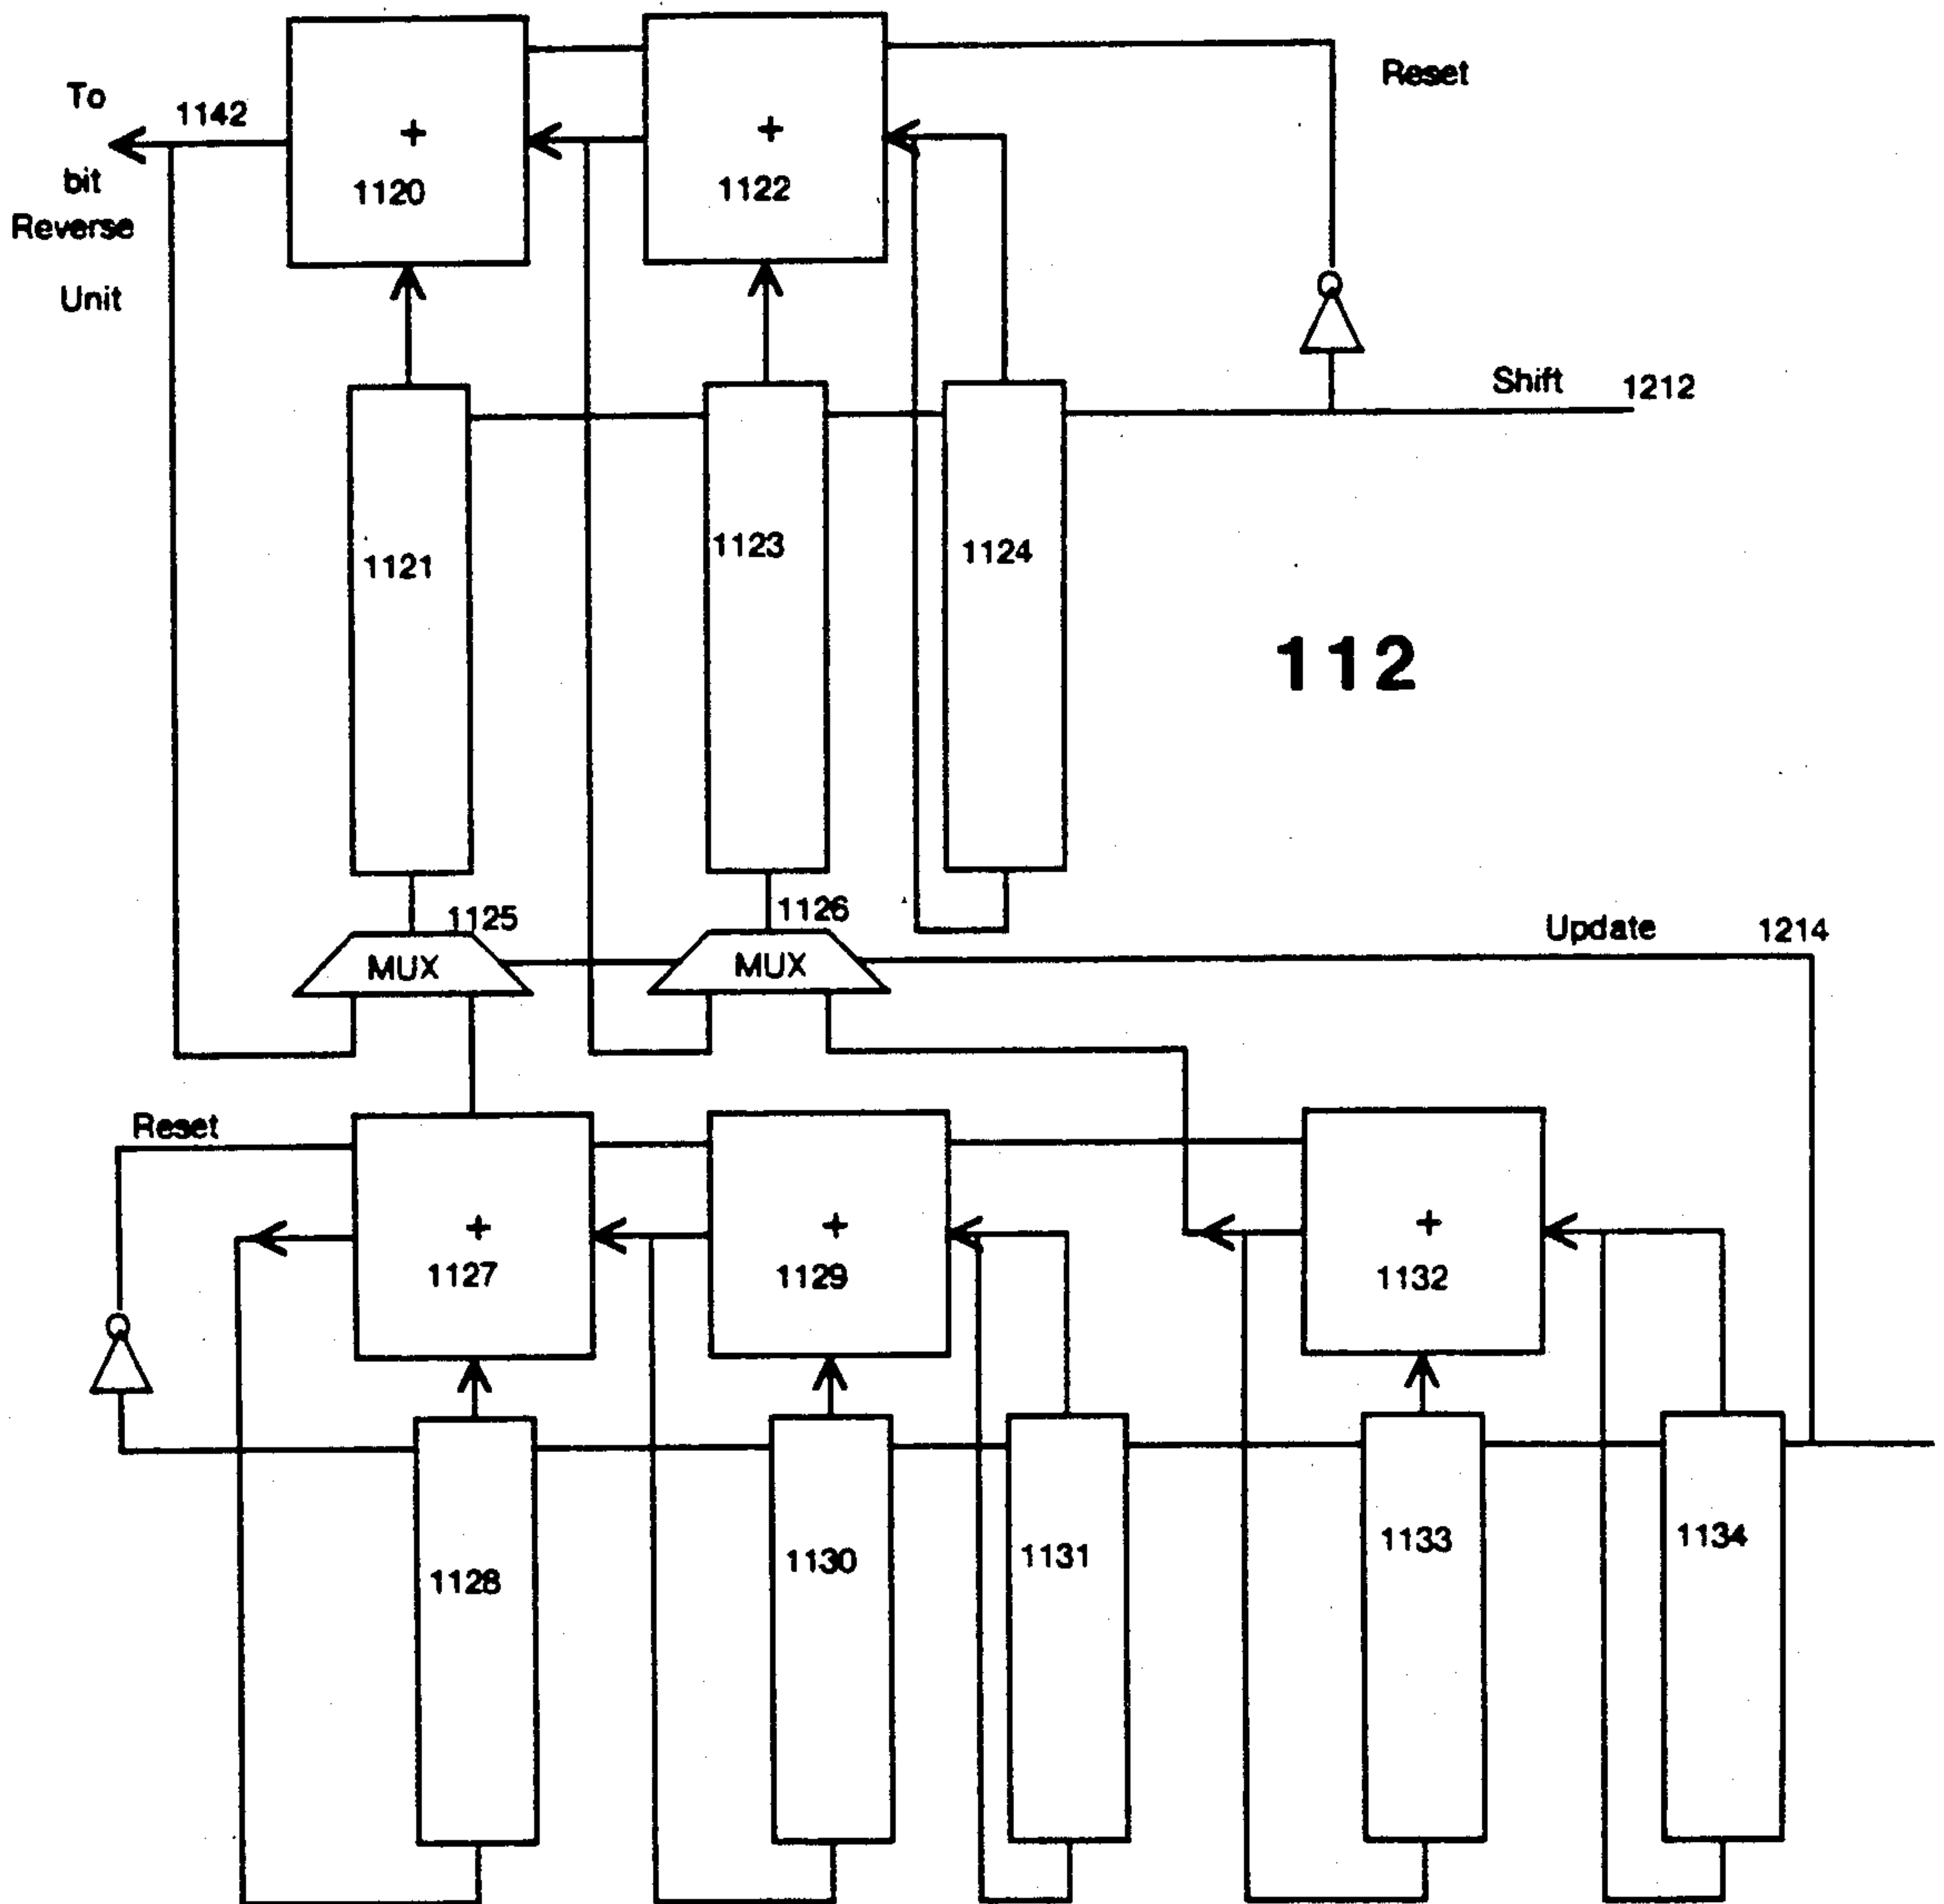 Reset
To
1142
bit
Reverse
Unit
+
1120
+
1122
Shift 1212
1121
1123
1124
112
1125
1126
MUX
MUX
Update 1214
Reset
+
1127
+
1129
+
1132
1128
1130
1131
1133
1134